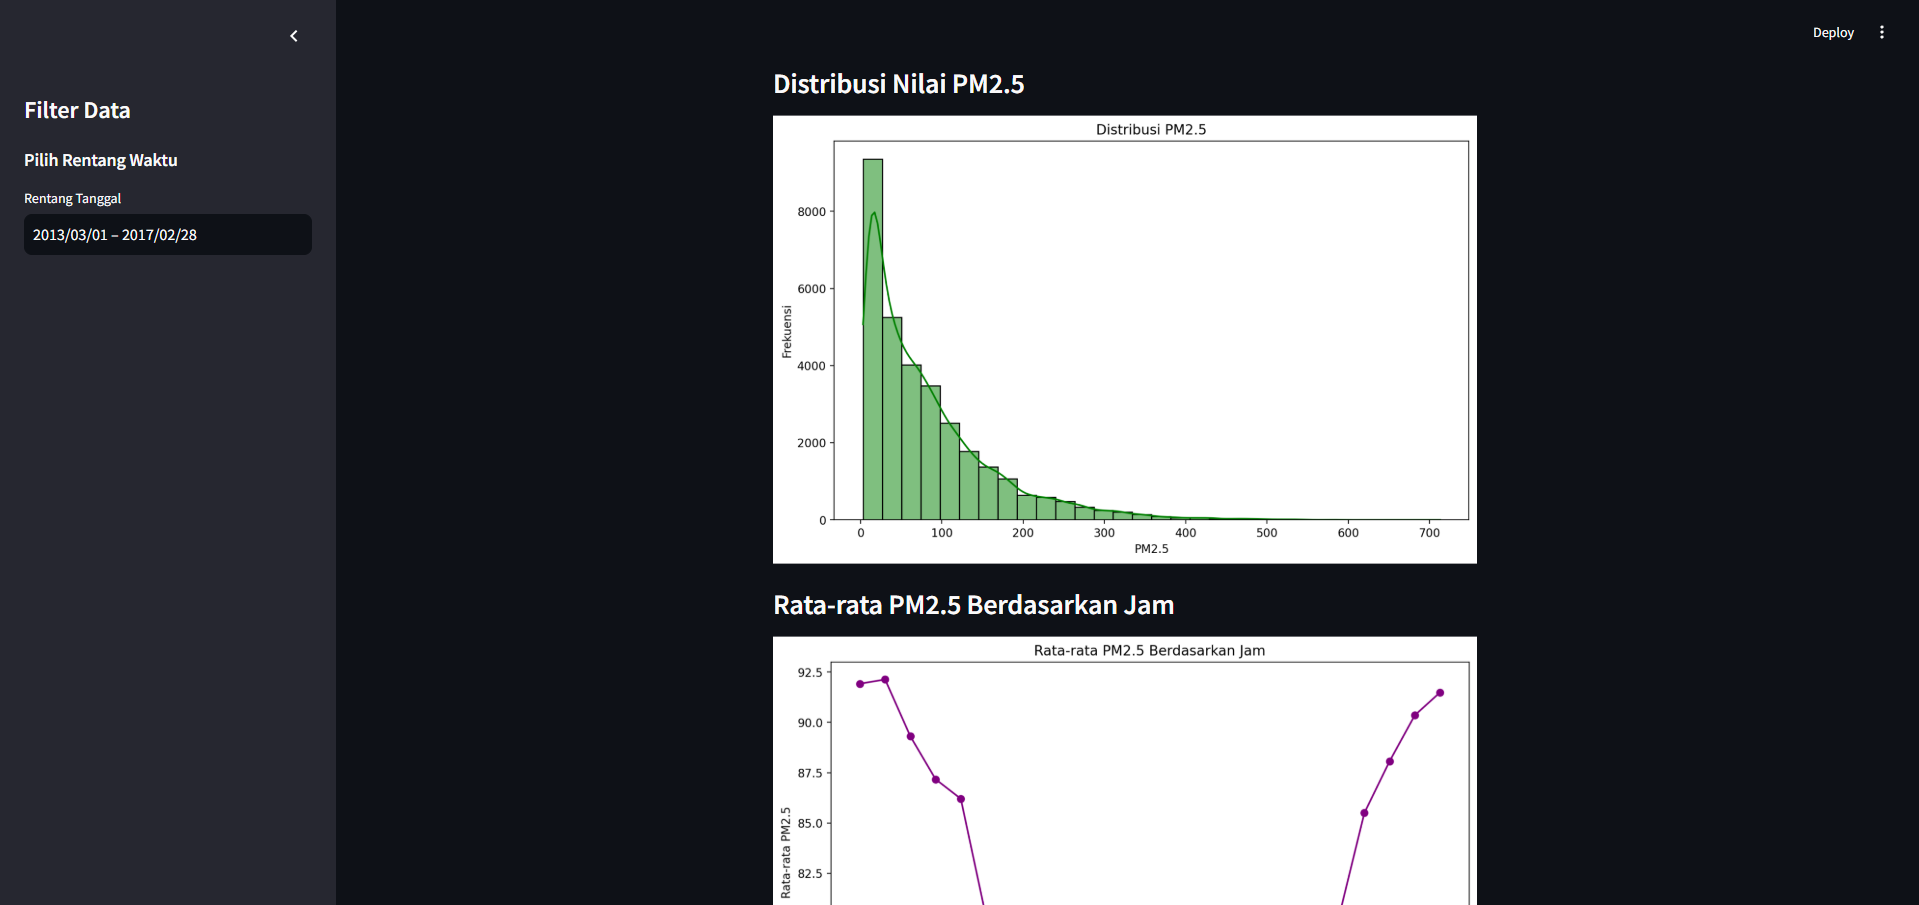 Deploy
Filter Data
Pilih Rentang Waktu
Rentang Tanggal
2013/03/01 – 2017/02/28
Distribusi Nilai PM2.5
Distribusi PM2.5
Frekuensi
8000
6000
4000
2000
0
0 100 200 300 400 500 600 700
PM2.5
Rata-rata PM2.5 Berdasarkan Jam
Rata-rata PM2.5 Berdasarkan Jam
Rata-rata PM2.5
92.5
90.0
87.5
85.0
82.5